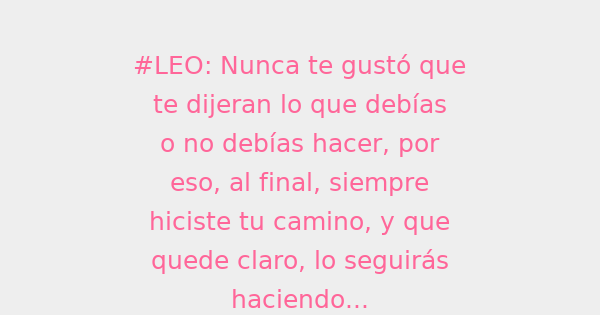 #LEO: Nunca te gustó que
te dijeran lo que debías
o no debías hacer, por
eso, al final, siempre
hiciste tu camino, y que
quede claro, lo seguirás
haciendo...